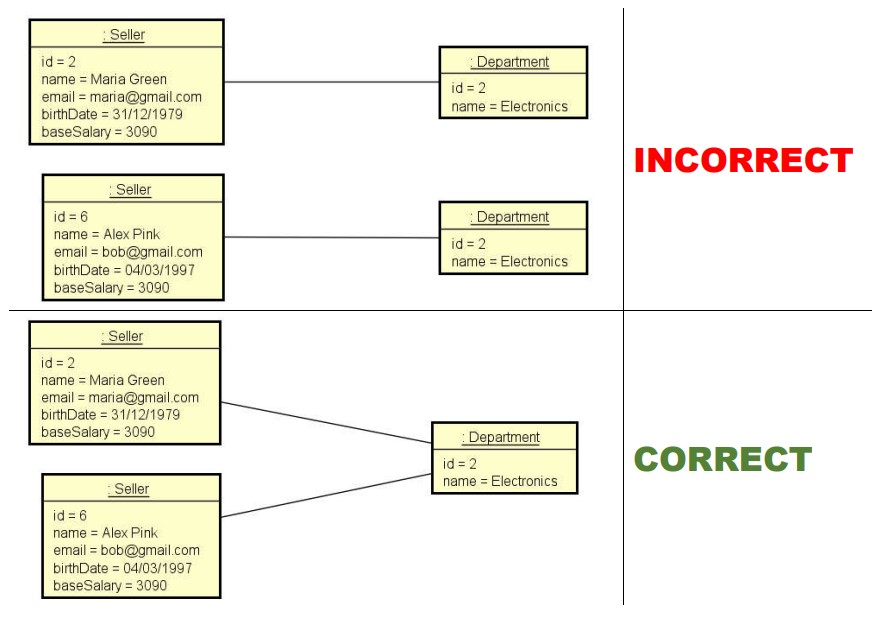 : Seller
id = 2
name = Maria Green
email = maria@gmail.com
birthDate = 31/12/1979
baseSalary = 3090
: Department
id = 2
name = Electronics
: Seller
id = 6
name = Alex Pink
email = bob@gmail.com
birthDate = 04/03/1997
baseSalary = 3090
: Department
id = 2
name = Electronics
INCORRECT
: Seller
id = 2
name = Maria Green
email = maria@gmail.com
birthDate = 31/12/1979
baseSalary = 3090
: Seller
id = 6
name = Alex Pink
email = bob@gmail.com
birthDate = 04/03/1997
baseSalary = 3090
: Department
id = 2
name = Electronics
CORRECT